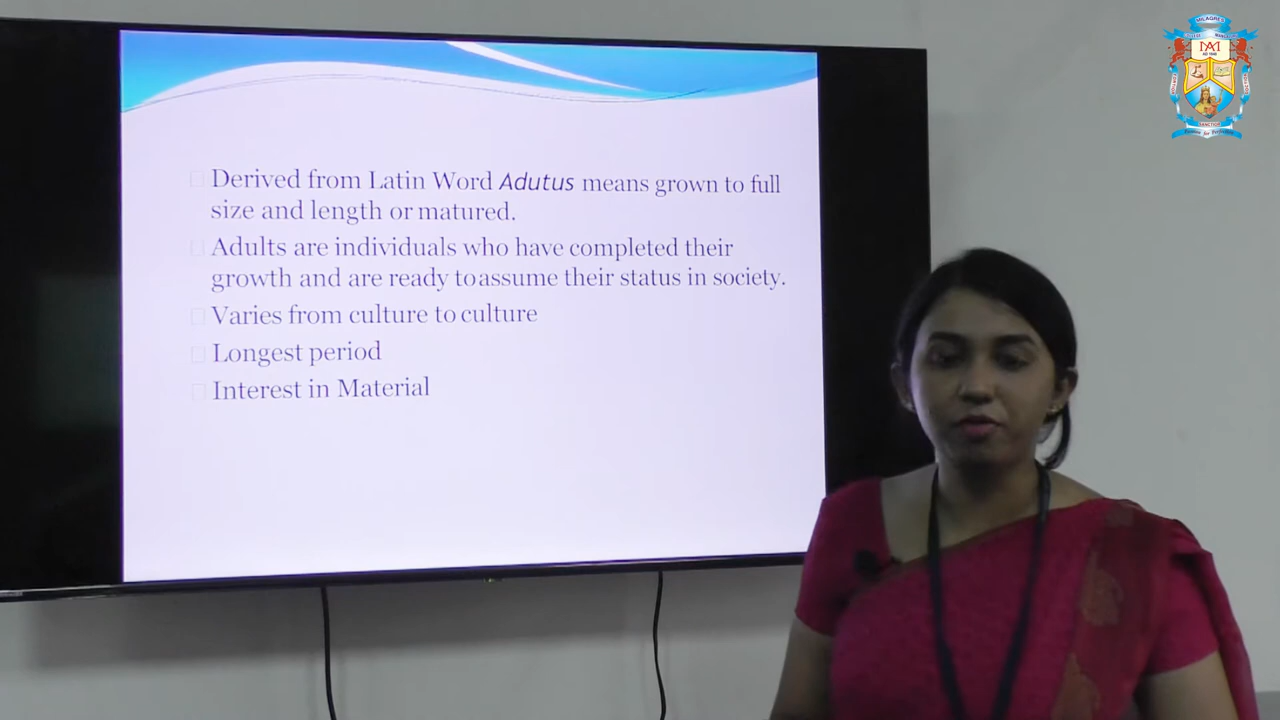 Derived from Latin Word Adutus means grown to full
size and length or matured.
Adults are individuals who have completed their
growth and are ready to assume their status in society.
Varies from culture to culture
Longest period
Interest in Material
MILAGRES
COLLEGE